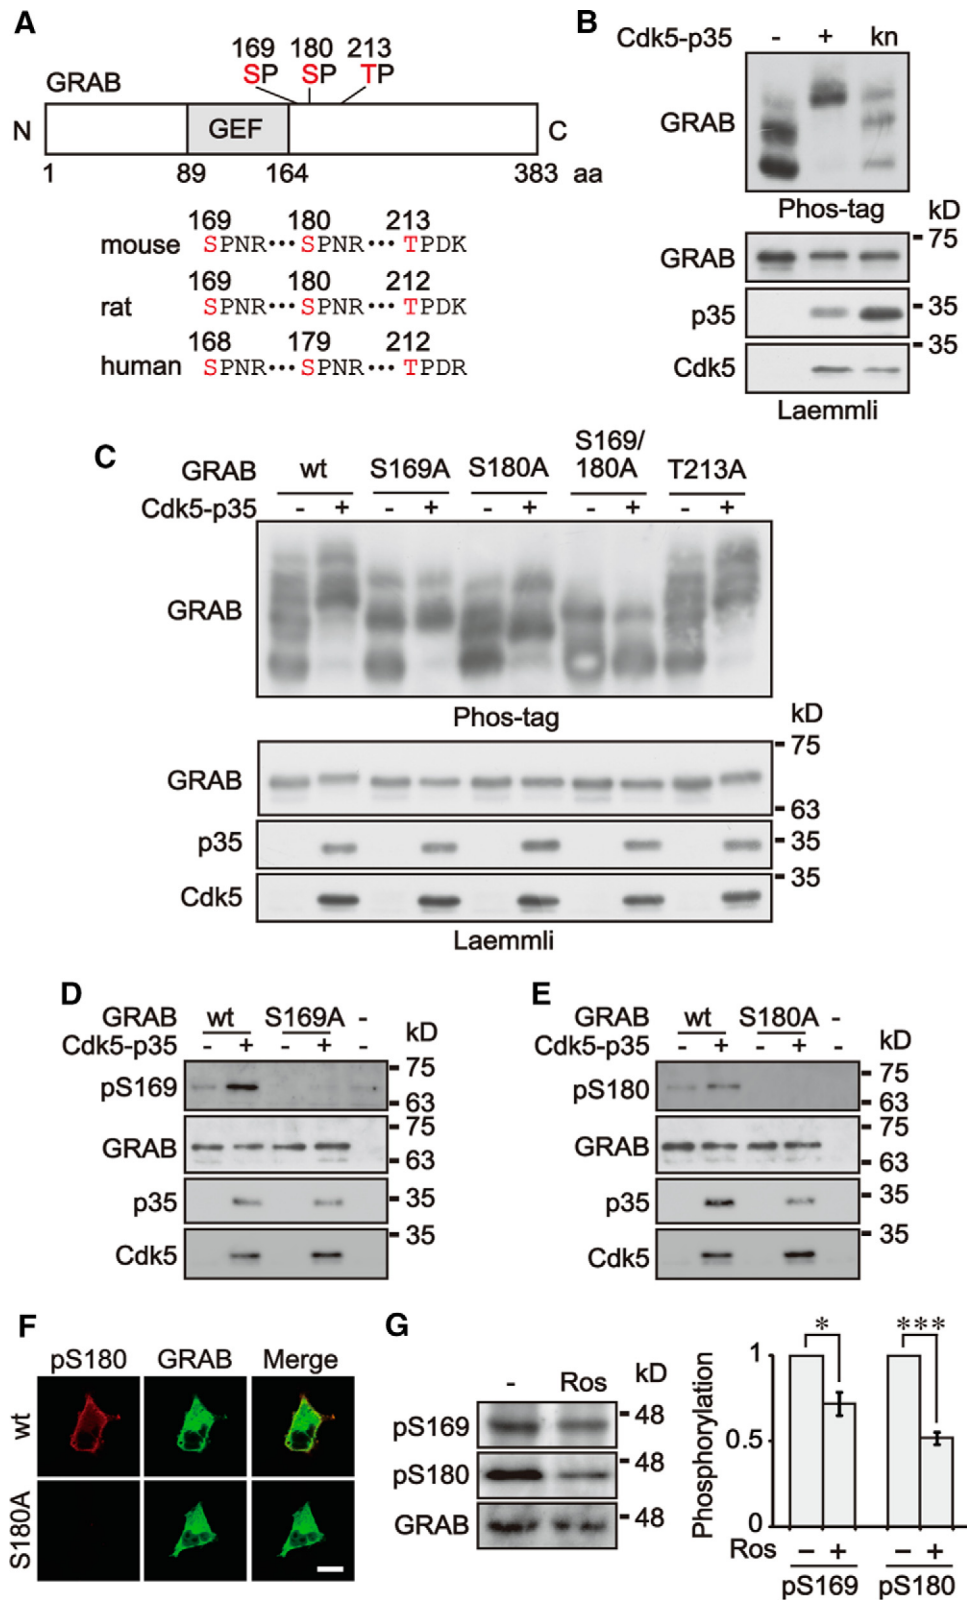 A
169 180 213
SP SP TP
GRAB
N GEF C
1 89 164 383 aa
169 180 213
mouse SPNR··· SPNR··· TPDK
169 180 212
rat SPNR··· SPNR··· TPDK
168 179 212
human SPNR··· SPNR··· TPDR
B
Cdk5-p35 - + kn
GRAB
Phos-tag
kD
GRAB 75
p35 35
35
Cdk5
Laemmli
C
GRAB wt S169A S180A S169/180A T213A
Cdk5-p35 - + - + - + - + - +
GRAB
Phos-tag
kD
75
GRAB
63
p35 35
35
Cdk5
Laemmli
D
GRAB wt S169A -
Cdk5-p35 - + - + - kD
75
pS169
63
75
GRAB
63
p35 35
35
Cdk5
E
GRAB wt S180A -
Cdk5-p35 - + - + - kD
75
pS180
63
75
GRAB
63
p35 35
35
Cdk5
F
pS180 GRAB Merge
wt
S180A
G
- Ros kD
pS169 48
pS180 48
GRAB 48
Phosphorylation
1
0.5
0
* ***
Ros − + − +
pS169 pS180